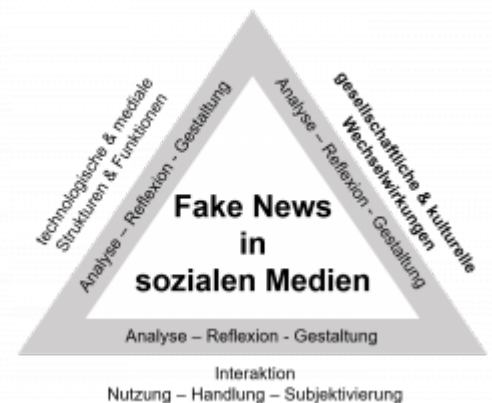 technologische & mediale
Strukturen & Funktionen
Analyse – Reflexion - Gestaltung
gesellschaftliche & kulturelle
Wechselwirkungen
Analyse – Reflexion - Gestaltung
Fake News
in
sozialen Medien
Analyse – Reflexion - Gestaltung
Interaktion
Nutzung – Handlung – Subjektivierung